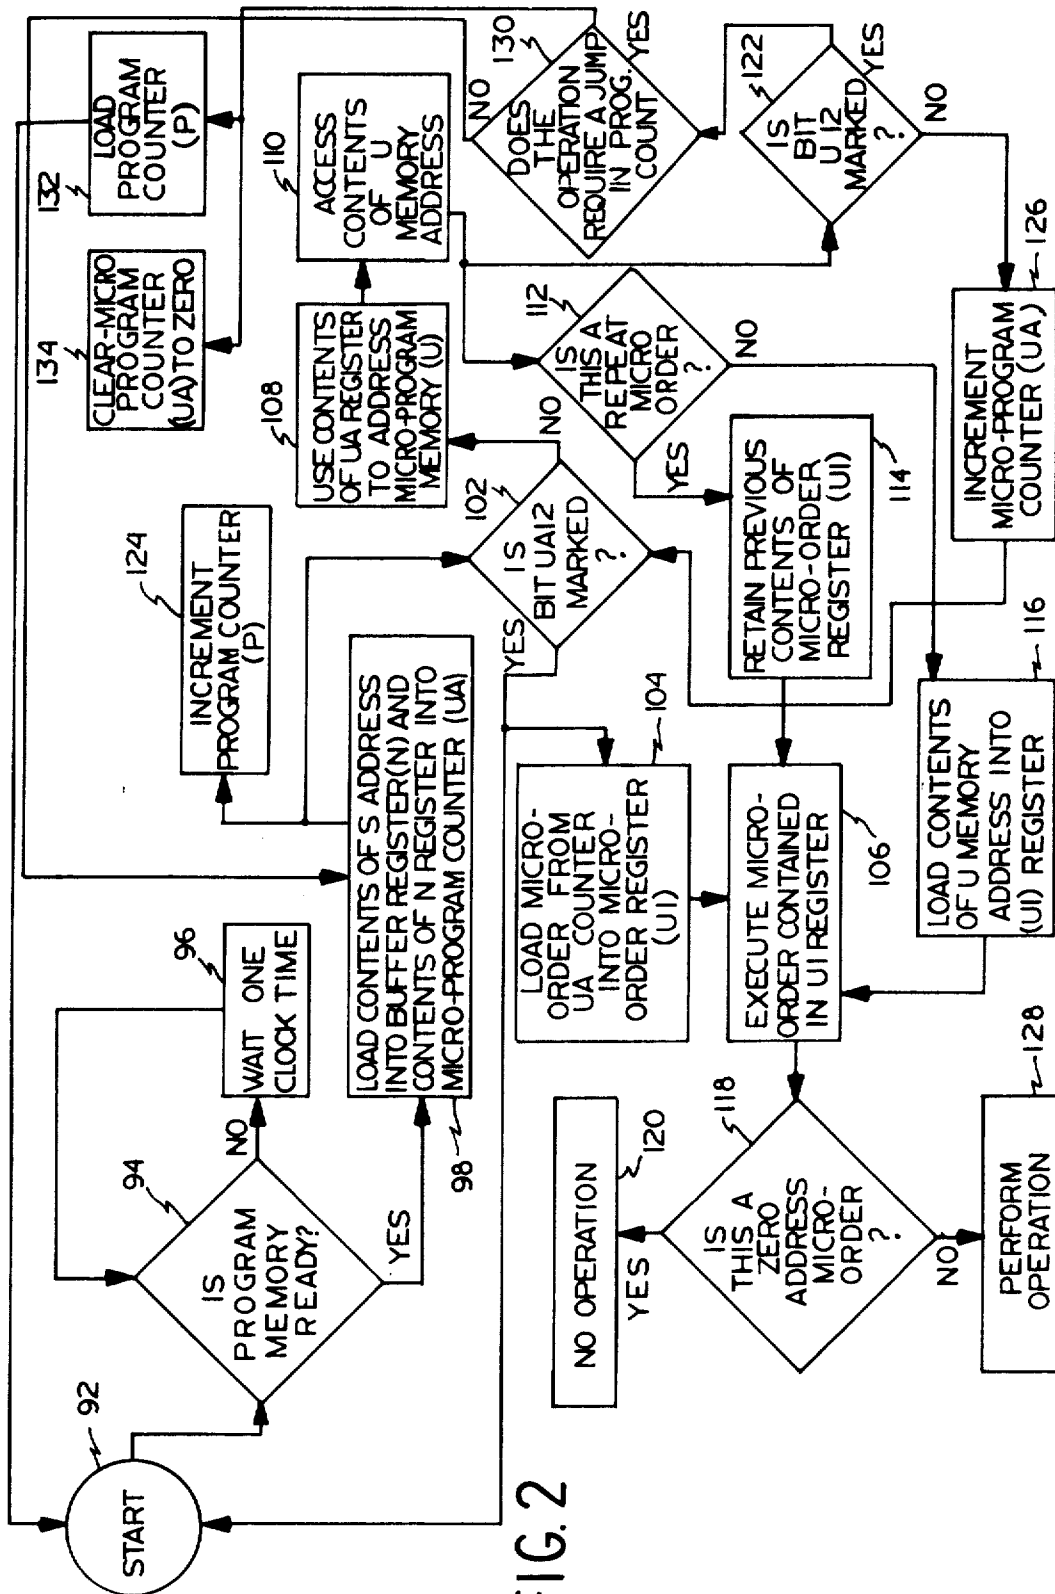 92
START
94
IS
PROGRAM
MEMORY
READY?
NO
YES
96
WAIT ONE
CLOCK TIME
98
LOAD CONTENTS OF S ADDRESS
INTO BUFFER REGISTER(N) AND
CONTENTS OF N REGISTER INTO
MICRO-PROGRAM COUNTER (UA)
124
INCREMENT
PROGRAM COUNTER
(P)
134
CLEAR-MICRO
PROGRAM
COUNTER
(UA) TO ZERO
132
LOAD
PROGRAM
COUNTER
(P)
102
IS
BIT UA12
MARKED
?
YES
NO
104
LOAD MICRO-
ORDER FROM
UA COUNTER
INTO MICRO-
ORDER REGISTER
(UI)
108
USE CONTENTS
OF UA REGISTER
TO ADDRESS
MICRO-PROGRAM
MEMORY (U)
110
ACCESS
CONTENTS
OF
U
MEMORY
ADDRESS
112
IS
THIS A
REPEAT
MICRO
ORDER
?
YES
NO
130
DOES
THE
OPERATION
REQUIRE A JUMP
IN PROG.
COUNT
NO
YES
122
IS
BIT
U 12
MARKED
?
YES
NO
120
NO OPERATION
YES
118
IS
THIS A
ZERO
ADDRESS
MICRO-
ORDER
?
NO
128
PERFORM
OPERATION
106
EXECUTE MICRO-
ORDER CONTAINED
IN UI REGISTER
114
RETAIN PREVIOUS
CONTENTS OF
MICRO-ORDER
REGISTER (UI)
116
LOAD CONTENTS
OF U MEMORY
ADDRESS INTO
(UI) REGISTER
126
INCREMENT
MICRO-PROGRAM
COUNTER (UA)
FIG. 2